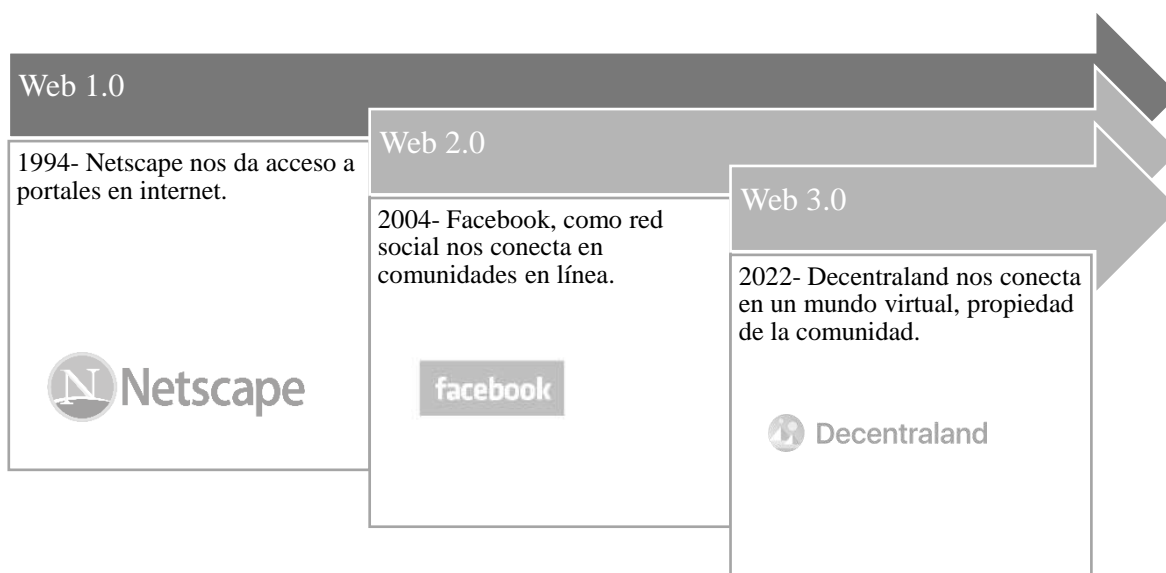 Web 1.0
1994- Netscape nos da acceso a
portales en internet.
N Netscape
Web 2.0
2004- Facebook, como red
social nos conecta en
comunidades en línea.
facebook
Web 3.0
2022- Decentraland nos conecta
en un mundo virtual, propiedad
de la comunidad.
Decentraland